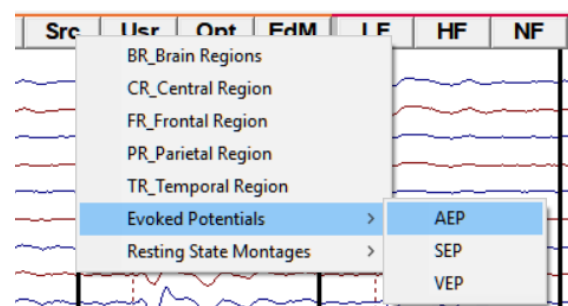 Src Usr Opt EdM LF HF NF
BR_Brain Regions
CR_Central Region
FR_Frontal Region
PR_Parietal Region
TR_Temporal Region
Evoked Potentials > AEP
Resting State Montages > SEP
VEP